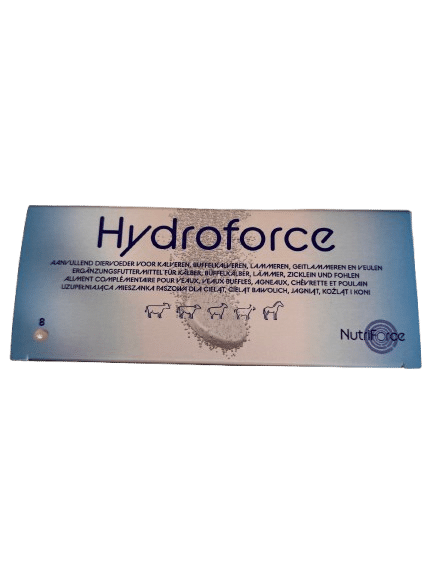 Hydroforce
AANVULLEND DIERVOEDER VOOR KALVEREN, BUFFELKALVEREN, LAMMEREN, GEITLAMMEREN EN VEULEN
ERGÄNZUNGSFUTTERMITTEL FÜR KÄLBER, BÜFFELKÄLBER, LÄMMER, ZICKLEIN UND FOHLEN
ALIMENT COMPLÉMENTAIRE POUR VEAUX, VEAUX BUFFLES, AGNEAUX, CHÈVRETTE ET POULAIN
UZUPEŁNIAJĄCA MIESZANKA PASZOWA DLA CIELĄT, CIELĄT BAWOLICH, JAGNIĄT, KOŹLĄT I KONI
8
NutriForce